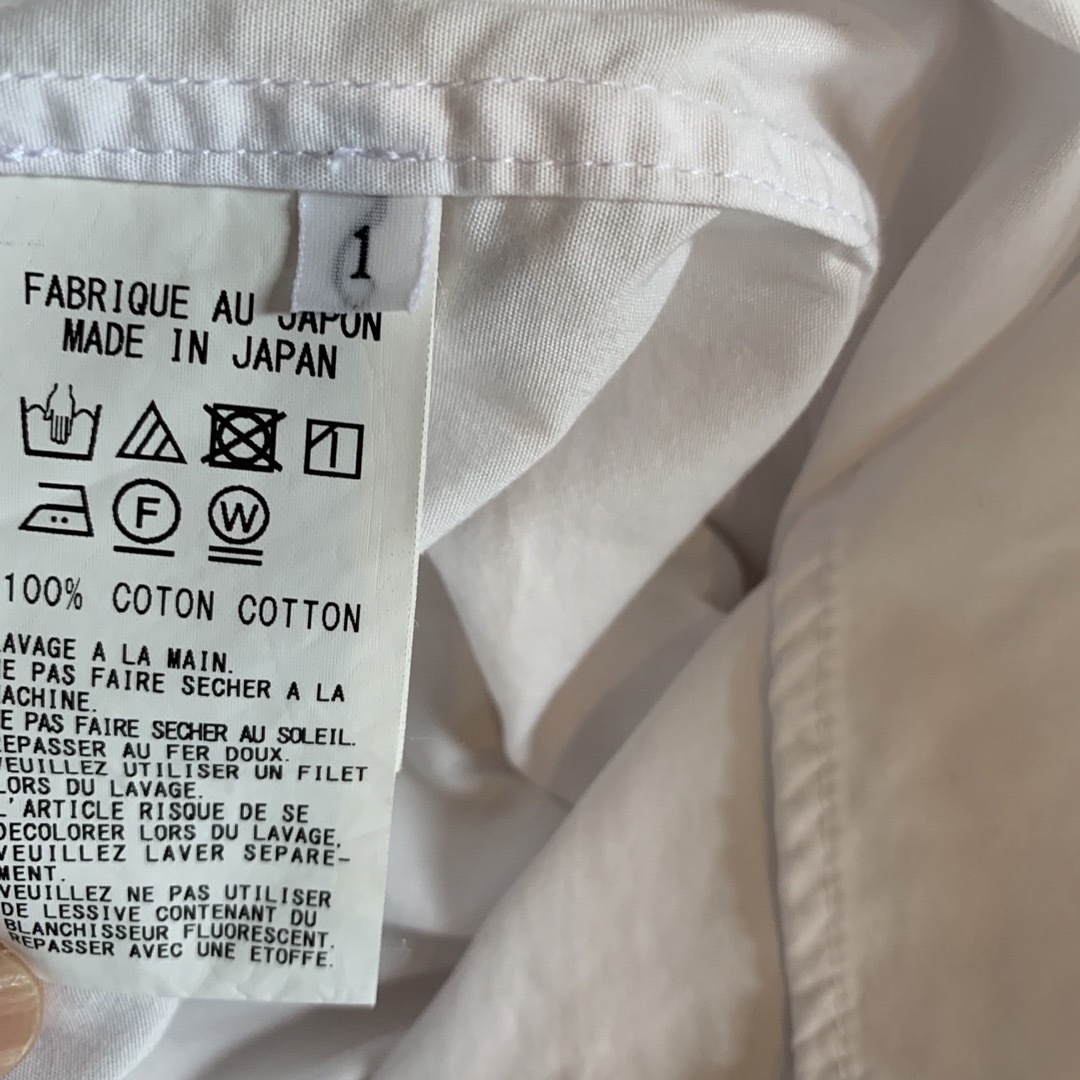 1
FABRIQUE AU JAPON
MADE IN JAPAN
1
F W
100% COTON COTTON
AVAGE A LA MAIN.
E PAS FAIRE SECHER A LA
ACHINE.
E PAS FAIRE SECHER AU SOLEIL.
EPASSER AU FER DOUX.
VEUILLEZ UTILISER UN FILET
LORS DU LAVAGE.
L'ARTICLE RISQUE DE SE
DECOLORER LORS DU LAVAGE,
VEUILLEZ LAVER SEPARE-
MENT.
VEUILLEZ NE PAS UTILISER
DE LESSIVE CONTENANT DU
BLANCHISSEUR FLUORESCENT.
REPASSER AVEC UNE ETOFFE.